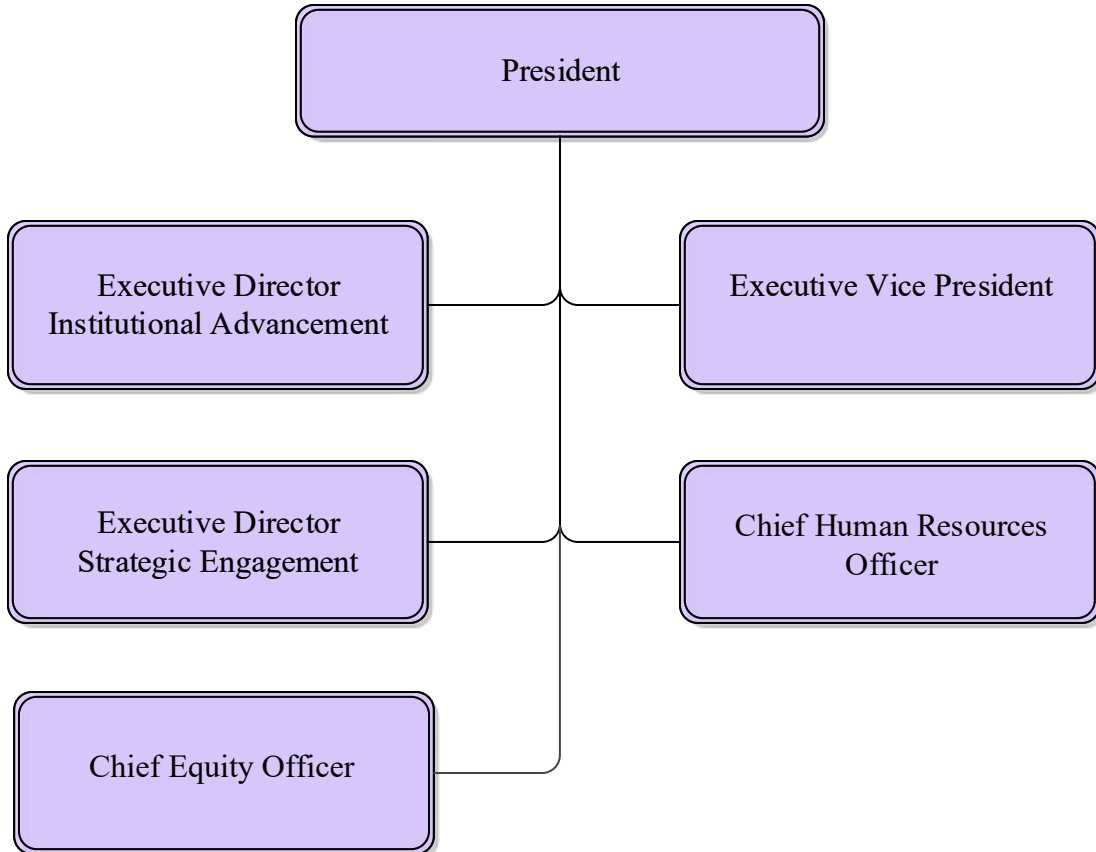 President
Executive Director
Institutional Advancement
Executive Vice President
Executive Director
Strategic Engagement
Chief Human Resources
Officer
Chief Equity Officer